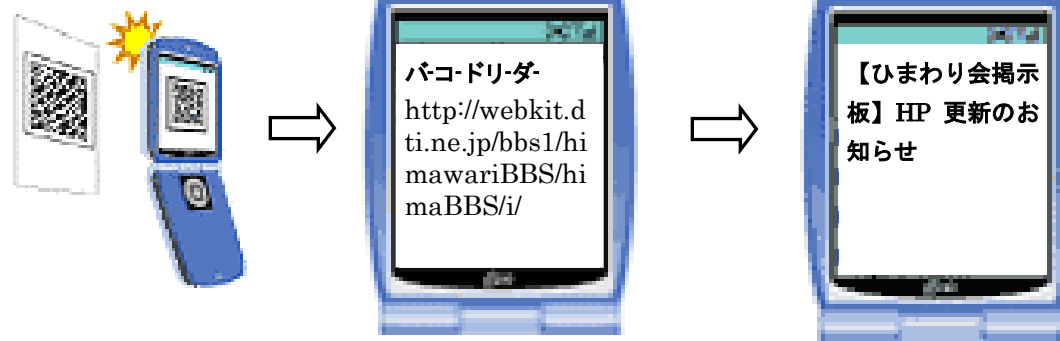 バーコードリーダー
http://webkit.d
ti.ne.jp/bbs1/hi
mawariBBS/hi
maBBS/i/
【ひまわり会掲示
板】HP 更新のお
知らせ